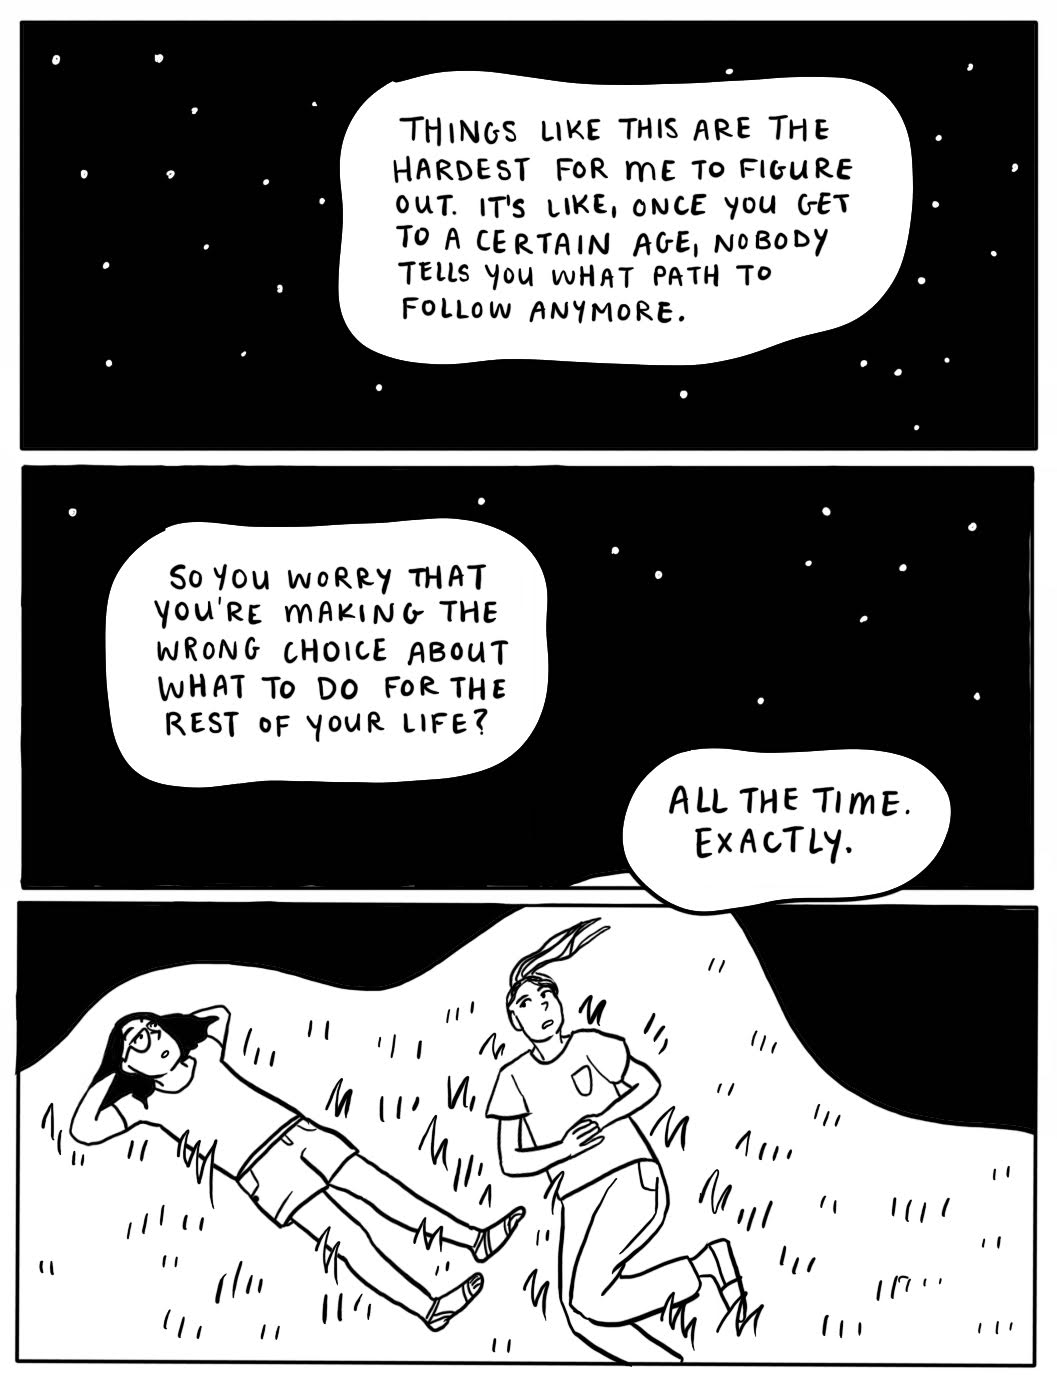 THINGS LIKE THIS ARE THE
HARDEST FOR ME TO FIGURE
OUT. IT'S LIKE, ONCE YOU GET
TO A CERTAIN AGE, NOBODY
TELLS YOU WHAT PATH TO
FOLLOW ANYMORE.
SO YOU WORRY THAT
YOU'RE MAKING THE
WRONG CHOICE ABOUT
WHAT TO DO FOR THE
REST OF YOUR LIFE?
ALL THE TIME.
EXACTLY.